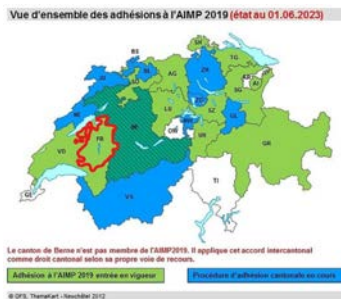 Vue d'ensemble des adhésions à l'AIMP 2019 (état au 01.06.2023)
SH
BS
TG
JU
BL
AG
ZH
SO
AR
AI
SG
ZG
LU
SZ
NE
GL
BE
OW
NW
UR
GR
FR
VD
TI
GE
VS
Le canton de Berne n'est pas membre de l'AIMP2019. Il applique cet accord intercantonal
comme droit cantonal selon sa propre voie de recours.
Adhésion à l'AIMP 2019 entrée en vigueur
Procédure d'adhésion cantonale en cours
© OFS, ThemaKart - Neuchâtel 2012